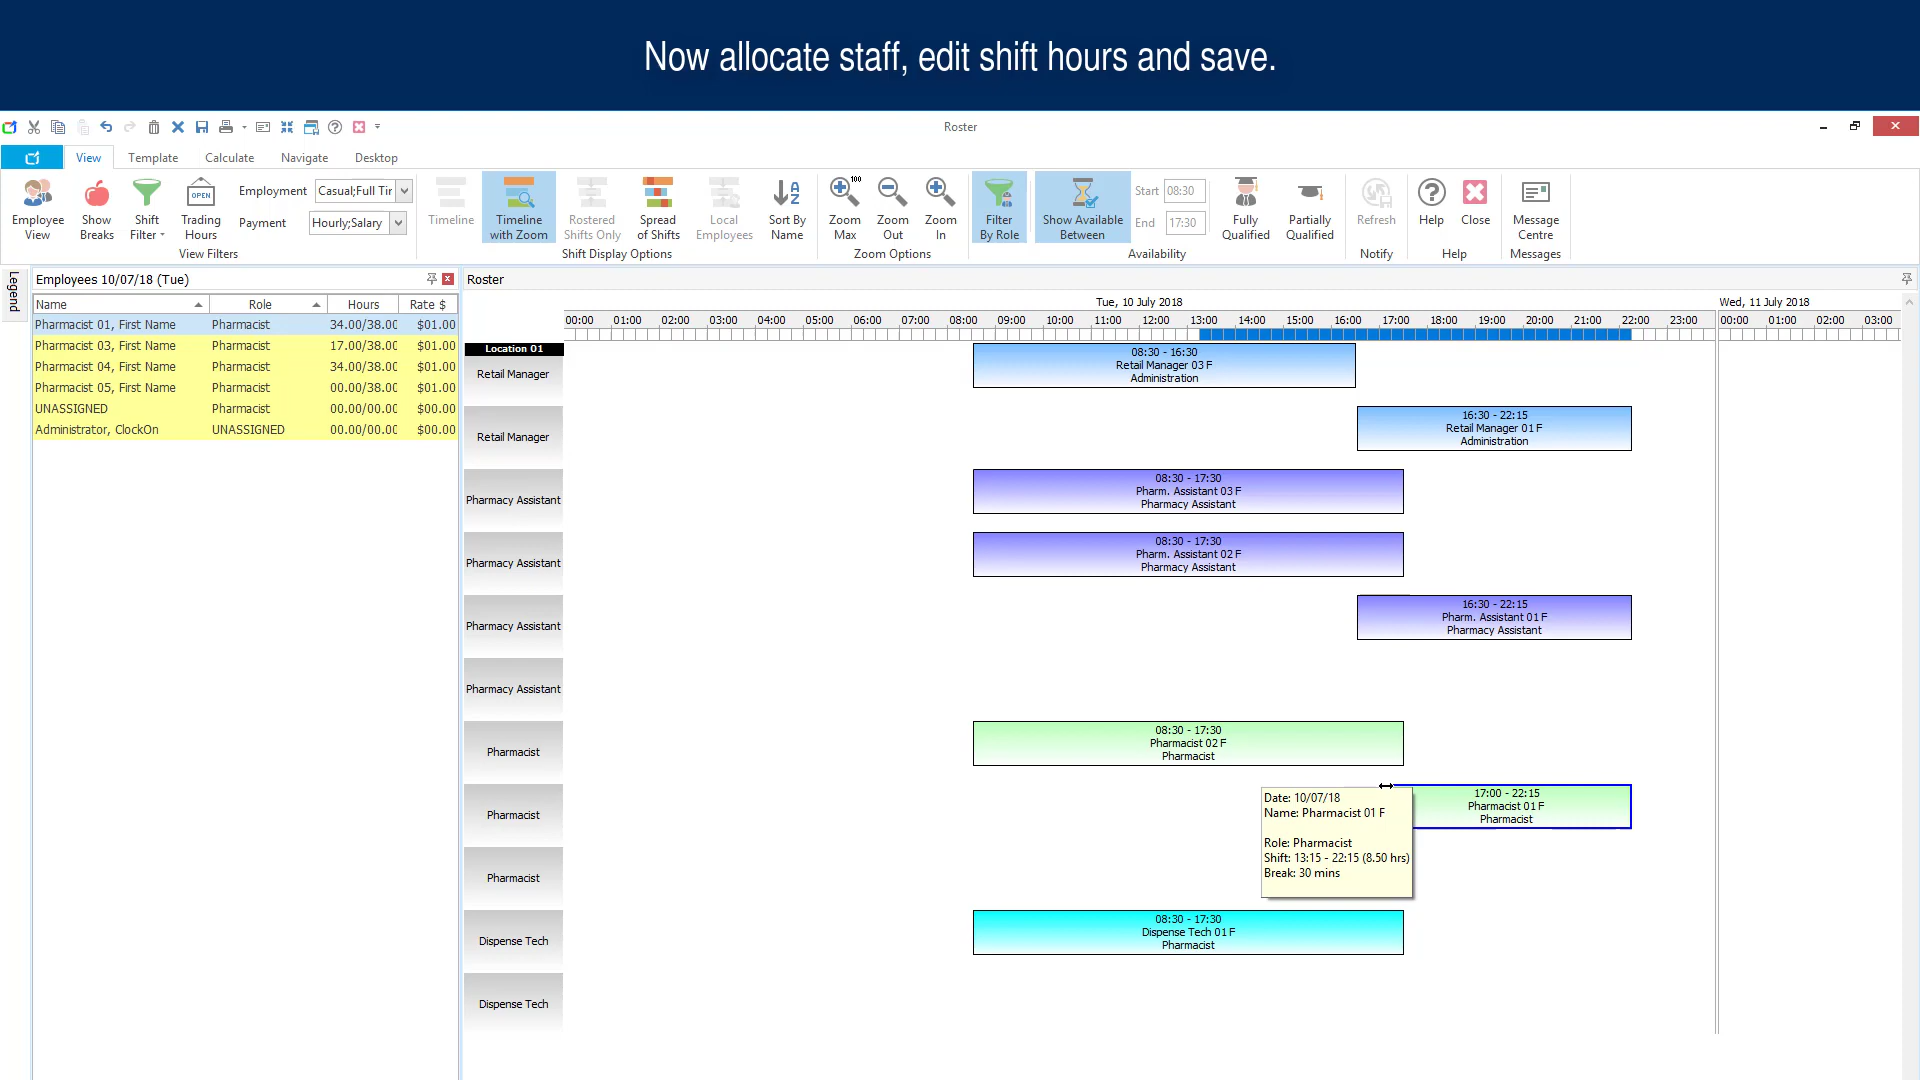 Now allocate staff, edit shift hours and save.
Roster
View
Template
Calculate
Navigate
Desktop
Employee View
Show Breaks
Shift Filter
OPEN
Trading Hours
Employment
Casual;Full Tir
Payment
Hourly;Salary
View Filters
Timeline
Timeline with Zoom
Rostered Shifts Only
Spread of Shifts
Local Employees
A
Z
Sort By Name
Shift Display Options
100
Zoom Max
Zoom Out
Zoom In
Zoom Options
Filter By Role
Show Available Between
Start
08:30
End
17:30
Fully Qualified
Partially Qualified
Availability
Refresh
Notify
Help
Close
Help
Message Centre
Messages
Legend
Employees 10/07/18 (Tue)
Name Role Hours Rate $
Pharmacist 01, First Name Pharmacist 34.00/38.00 $01.00
Pharmacist 03, First Name Pharmacist 17.00/38.00 $01.00
Pharmacist 04, First Name Pharmacist 34.00/38.00 $01.00
Pharmacist 05, First Name Pharmacist 00.00/38.00 $01.00
UNASSIGNED Pharmacist 00.00/00.00 $00.00
Administrator, ClockOn UNASSIGNED 00.00/00.00 $00.00
Roster
Tue, 10 July 2018
Wed, 11 July 2018
00:00 01:00 02:00 03:00 04:00 05:00 06:00 07:00 08:00 09:00 10:00 11:00 12:00 13:00 14:00 15:00 16:00 17:00 18:00 19:00 20:00 21:00 22:00 23:00 00:00 01:00 02:00 03:00
Location 01
Retail Manager
08:30 - 16:30
Retail Manager 03 F
Administration
Retail Manager
16:30 - 22:15
Retail Manager 01 F
Administration
Pharmacy Assistant
08:30 - 17:30
Pharm. Assistant 03 F
Pharmacy Assistant
Pharmacy Assistant
08:30 - 17:30
Pharm. Assistant 02 F
Pharmacy Assistant
Pharmacy Assistant
16:30 - 22:15
Pharm. Assistant 01 F
Pharmacy Assistant
Pharmacy Assistant
Pharmacist
08:30 - 17:30
Pharmacist 02 F
Pharmacist
Pharmacist
17:00 - 22:15
Pharmacist 01 F
Pharmacist
Date: 10/07/18
Name: Pharmacist 01 F
Role: Pharmacist
Shift: 13:15 - 22:15 (8.50 hrs)
Break: 30 mins
Pharmacist
Dispense Tech
08:30 - 17:30
Dispense Tech 01 F
Pharmacist
Dispense Tech